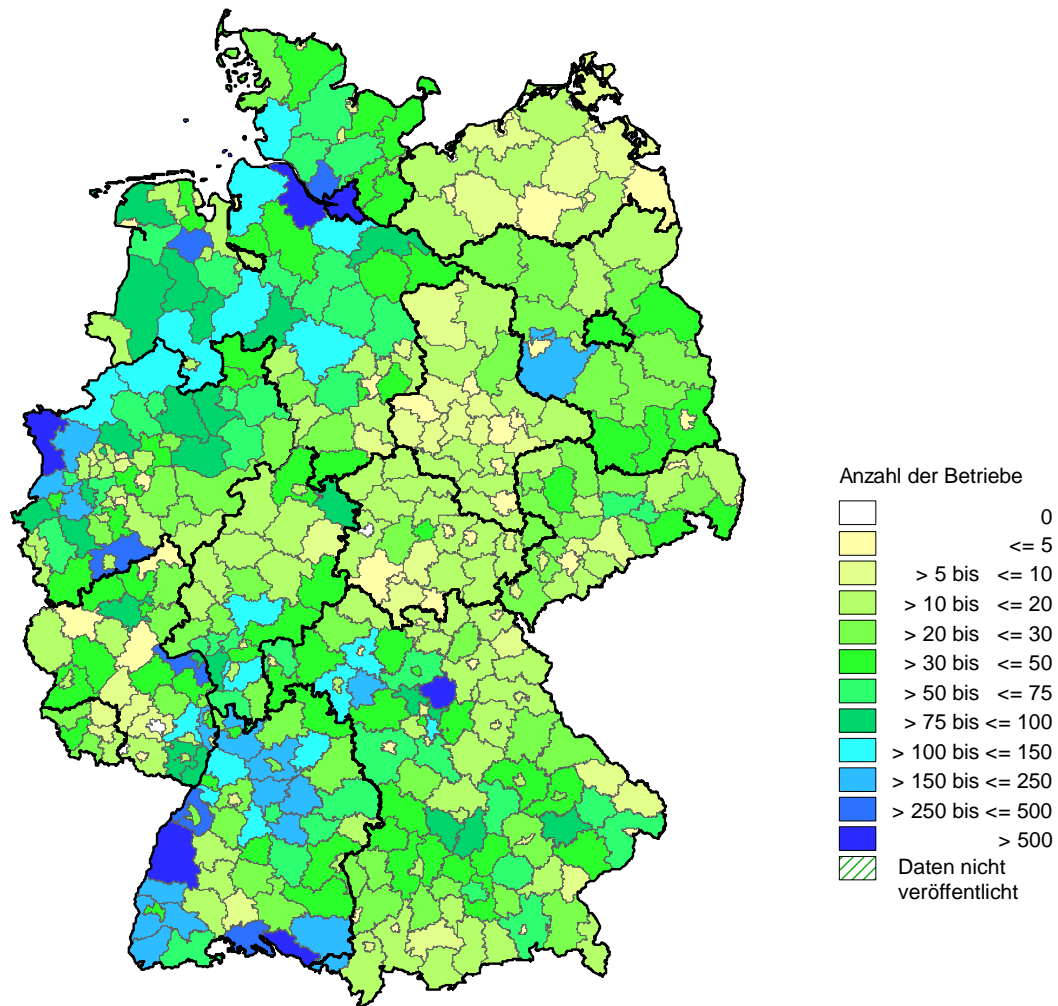 Anzahl der Betriebe
0
<= 5
> 5 bis <= 10
> 10 bis <= 20
> 20 bis <= 30
> 30 bis <= 50
> 50 bis <= 75
> 75 bis <= 100
> 100 bis <= 150
> 150 bis <= 250
> 250 bis <= 500
> 500
Daten nicht
veröffentlicht